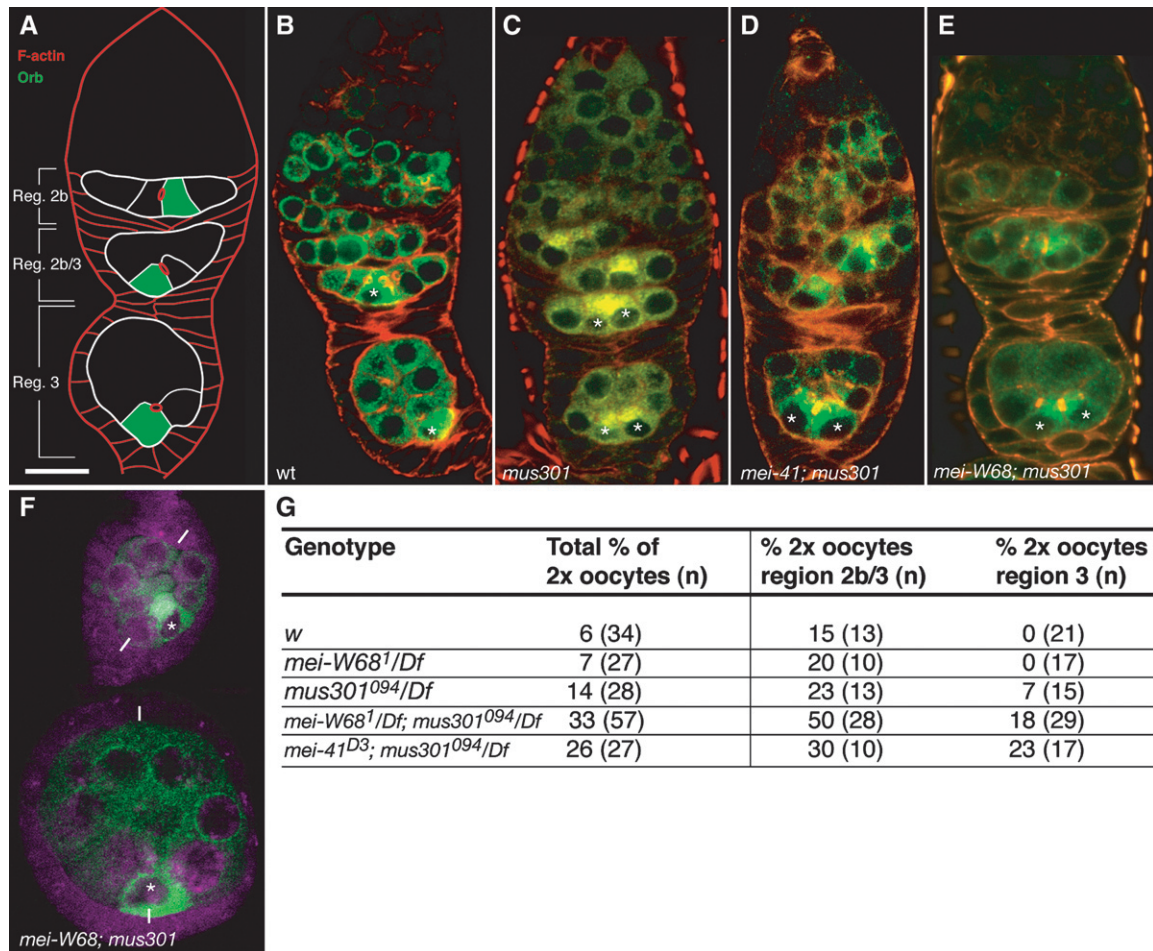 A
F-actin
Orb
Reg. 2b
Reg. 2b/3
Reg. 3
B
*
*
wt
C
* *
* *
mus301
D
* *
mei-41; mus301
E
* *
mei-W68; mus301
F
*
*
mei-W68; mus301
G
Genotype Total % of 2x oocytes (n) % 2x oocytes region 2b/3 (n) % 2x oocytes region 3 (n)
w 6 (34) 15 (13) 0 (21)
mei-W68¹/Df 7 (27) 20 (10) 0 (17)
mus301⁰⁹⁴/Df 14 (28) 23 (13) 7 (15)
mei-W68¹/Df; mus301⁰⁹⁴/Df 33 (57) 50 (28) 18 (29)
mei-41ᴰ³; mus301⁰⁹⁴/Df 26 (27) 30 (10) 23 (17)